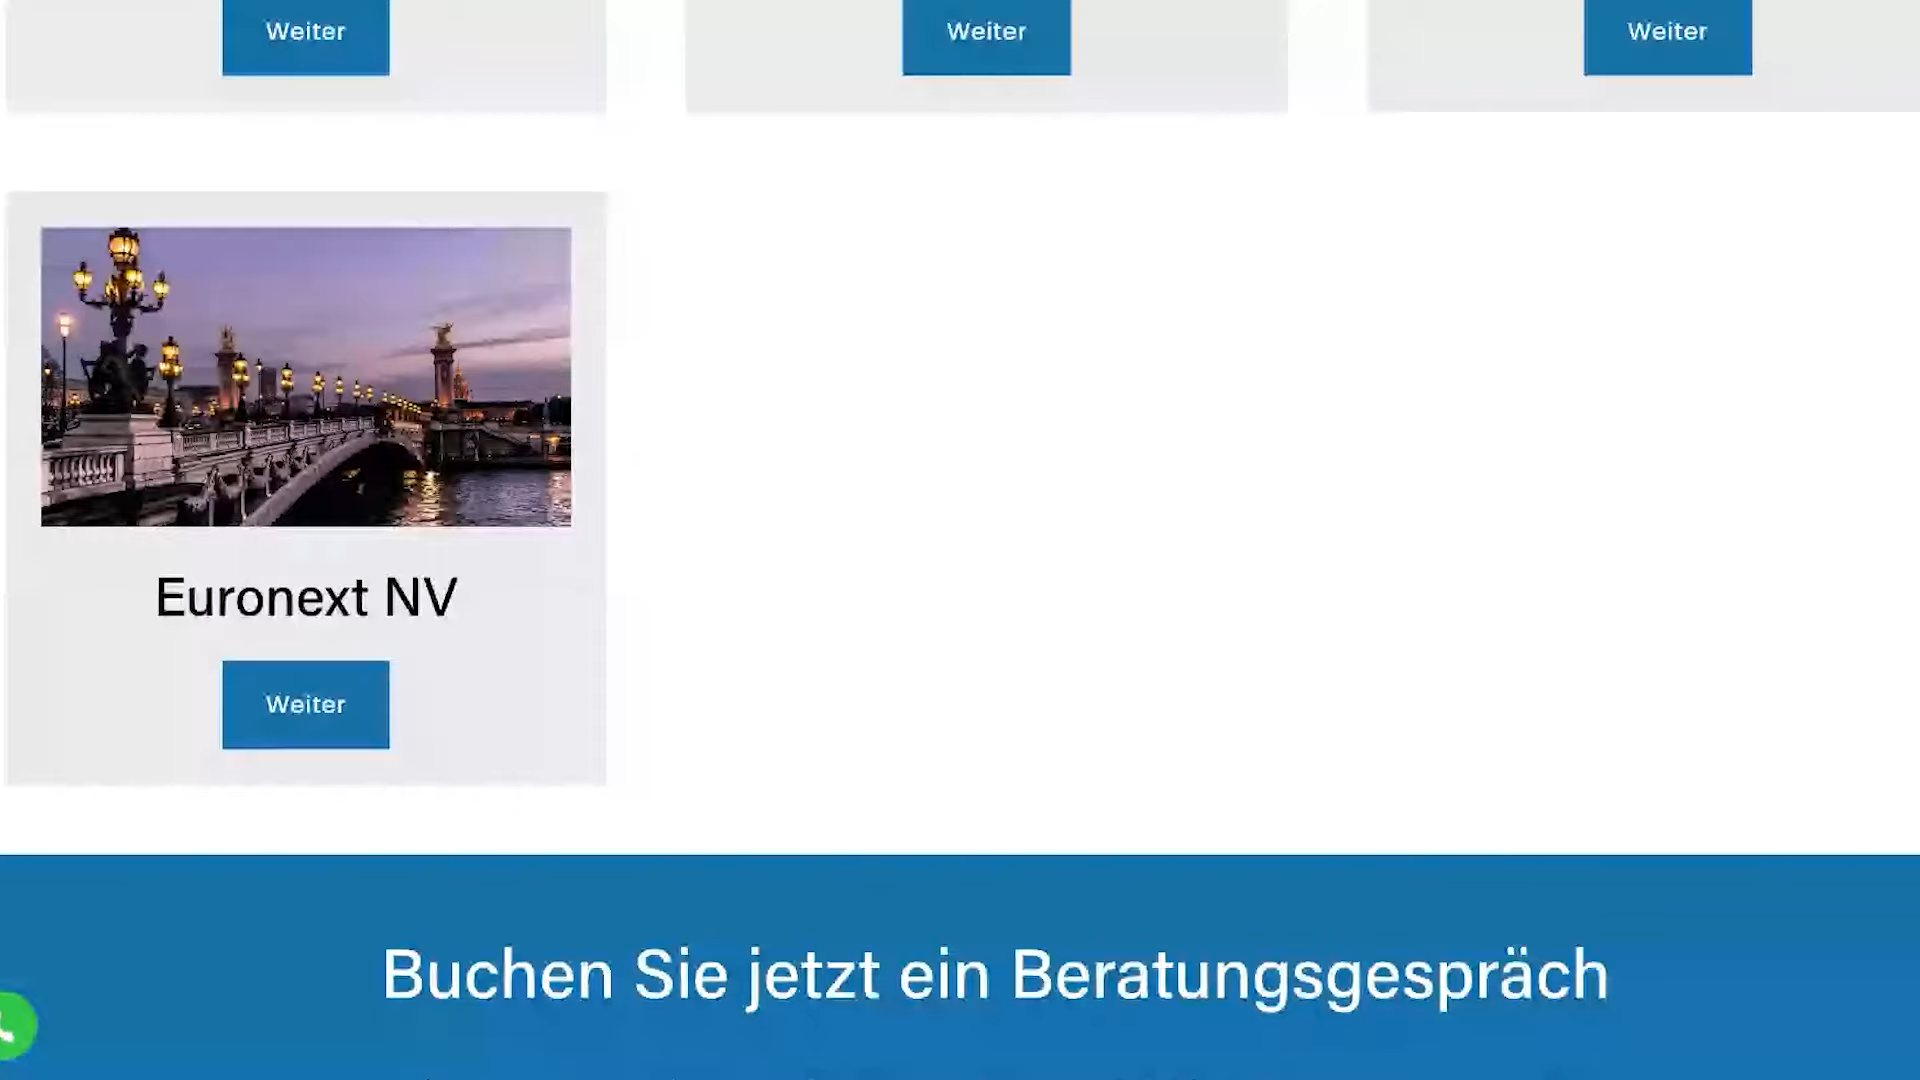 Weiter
Weiter
Weiter
Euronext NV
Weiter
Buchen Sie jetzt ein Beratungsgespräch